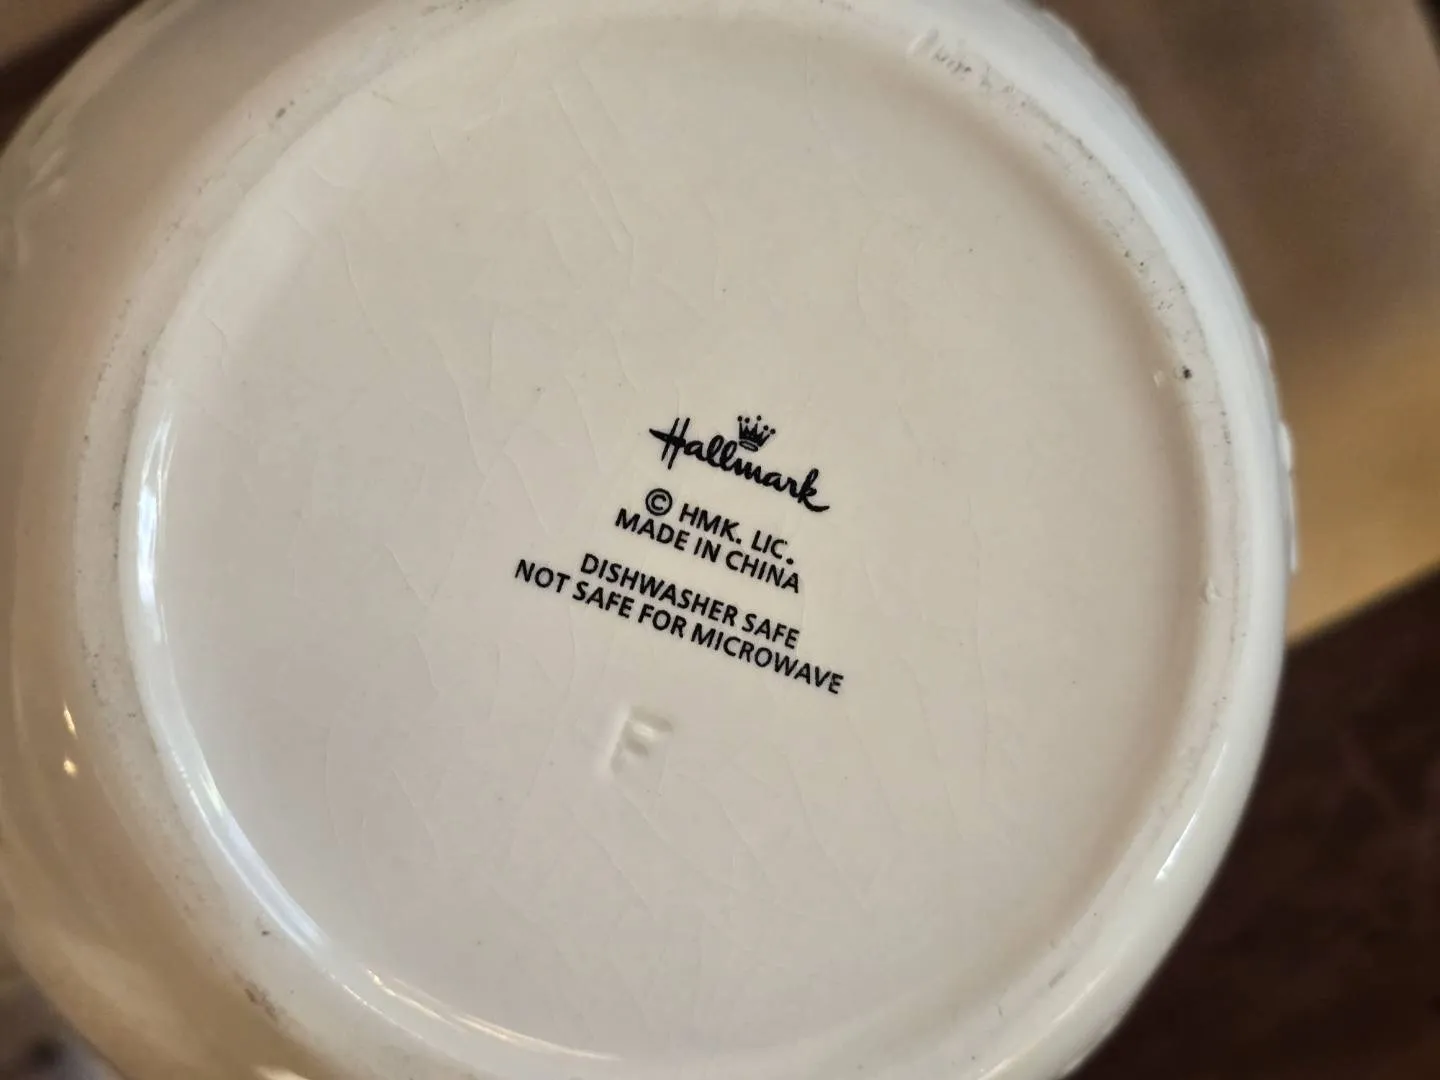 Hallmark
© HMK. LIC.
MADE IN CHINA
DISHWASHER SAFE
NOT SAFE FOR MICROWAVE
F